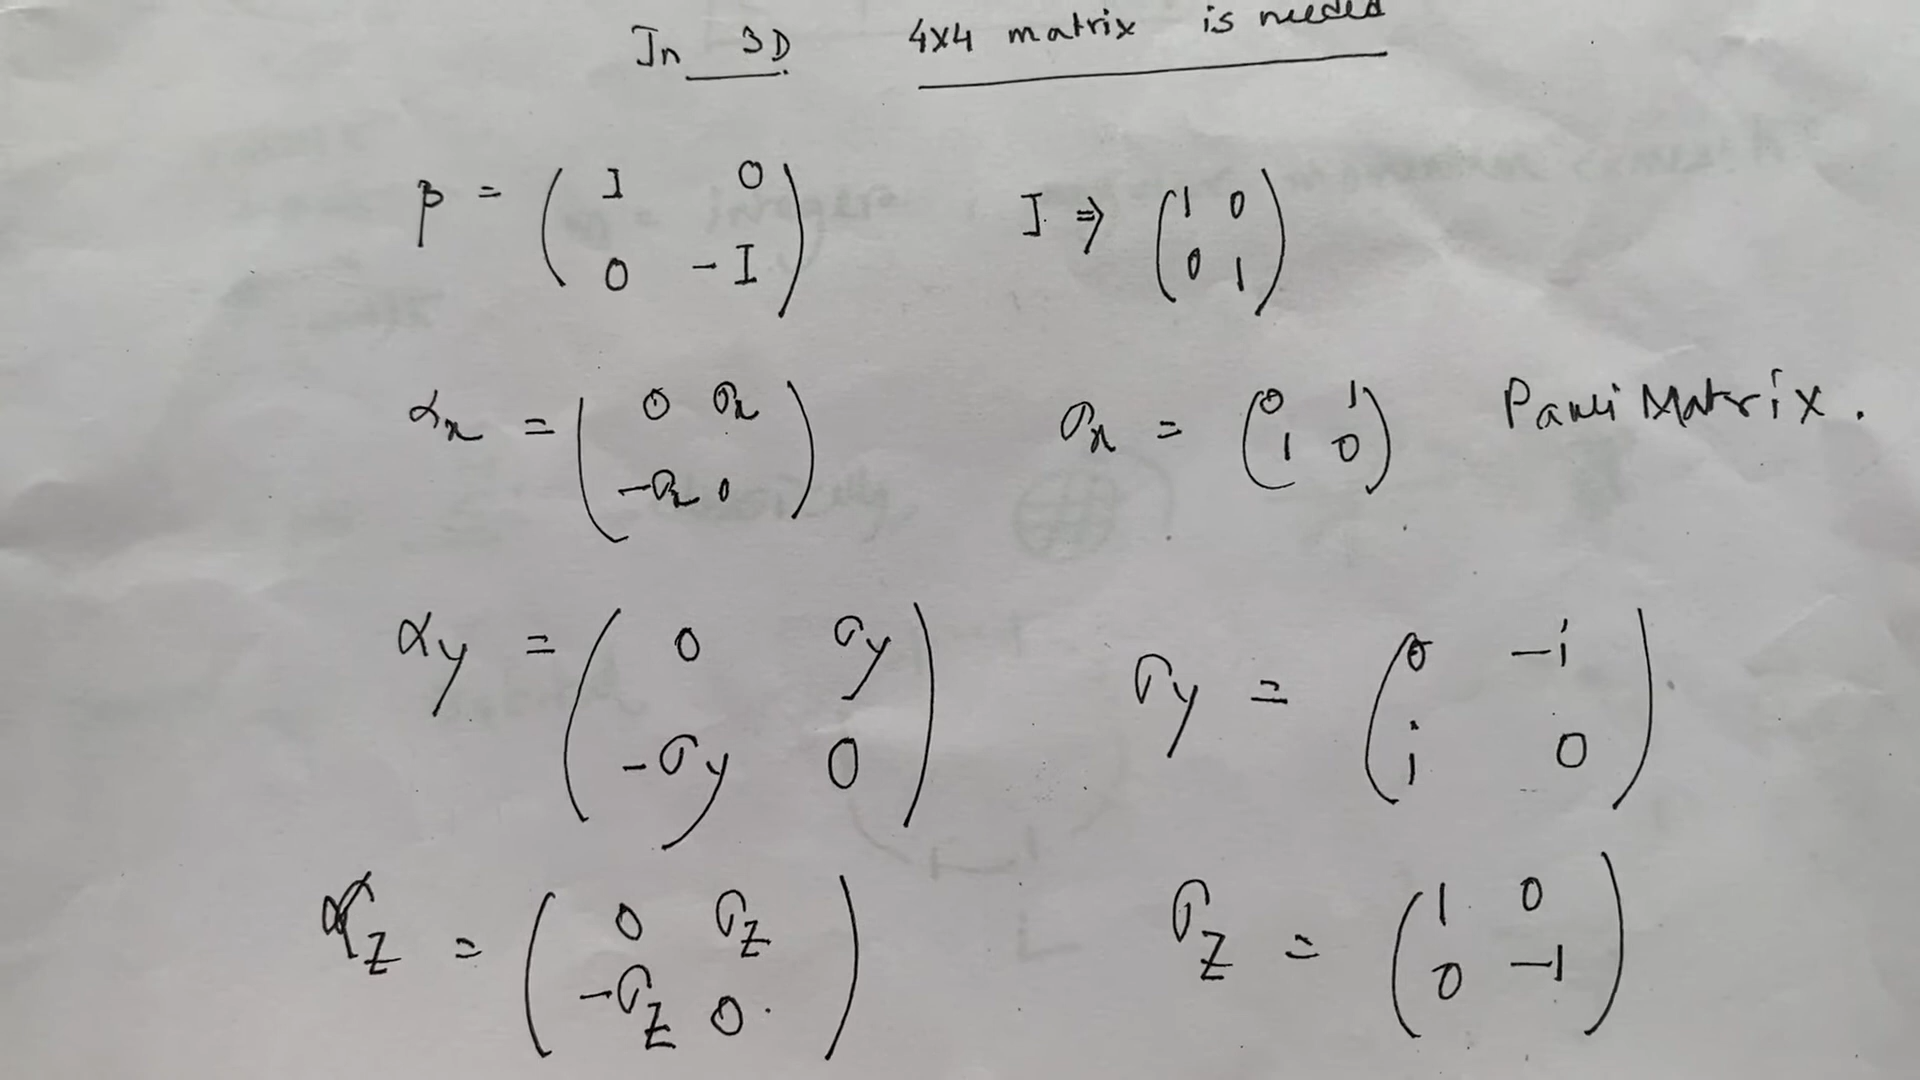 In 3D 4x4 matrix is needed
β = ( I 0 I ⇒ ( 1 0
0 -I ) 0 1 )
αx = ( 0 σx σx = ( 0 1 Pauli Matrix.
-σx 0 ) 1 0 )
αy = ( 0 σy σy = ( 0 -i
-σy 0 ) i 0 )
αz = ( 0 σz σz = ( 1 0
-σz 0 ) 0 -1 )